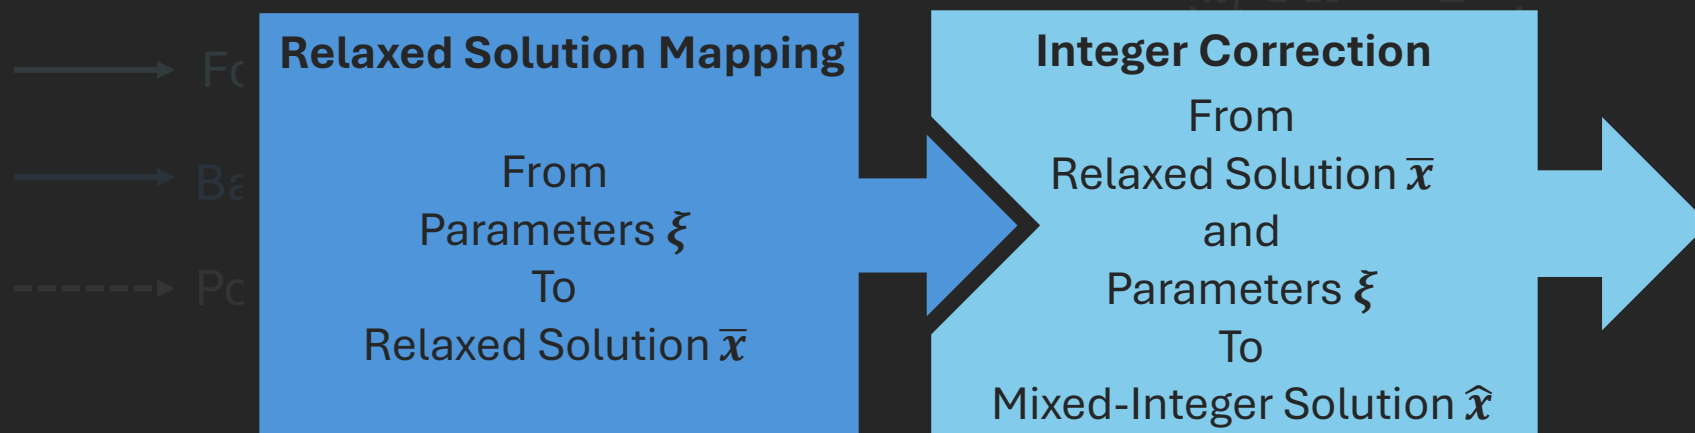 Relaxed Solution Mapping
From
Parameters ξ
To
Relaxed Solution x̅
Integer Correction
From
Relaxed Solution x̅
and
Parameters ξ
To
Mixed-Integer Solution x̂